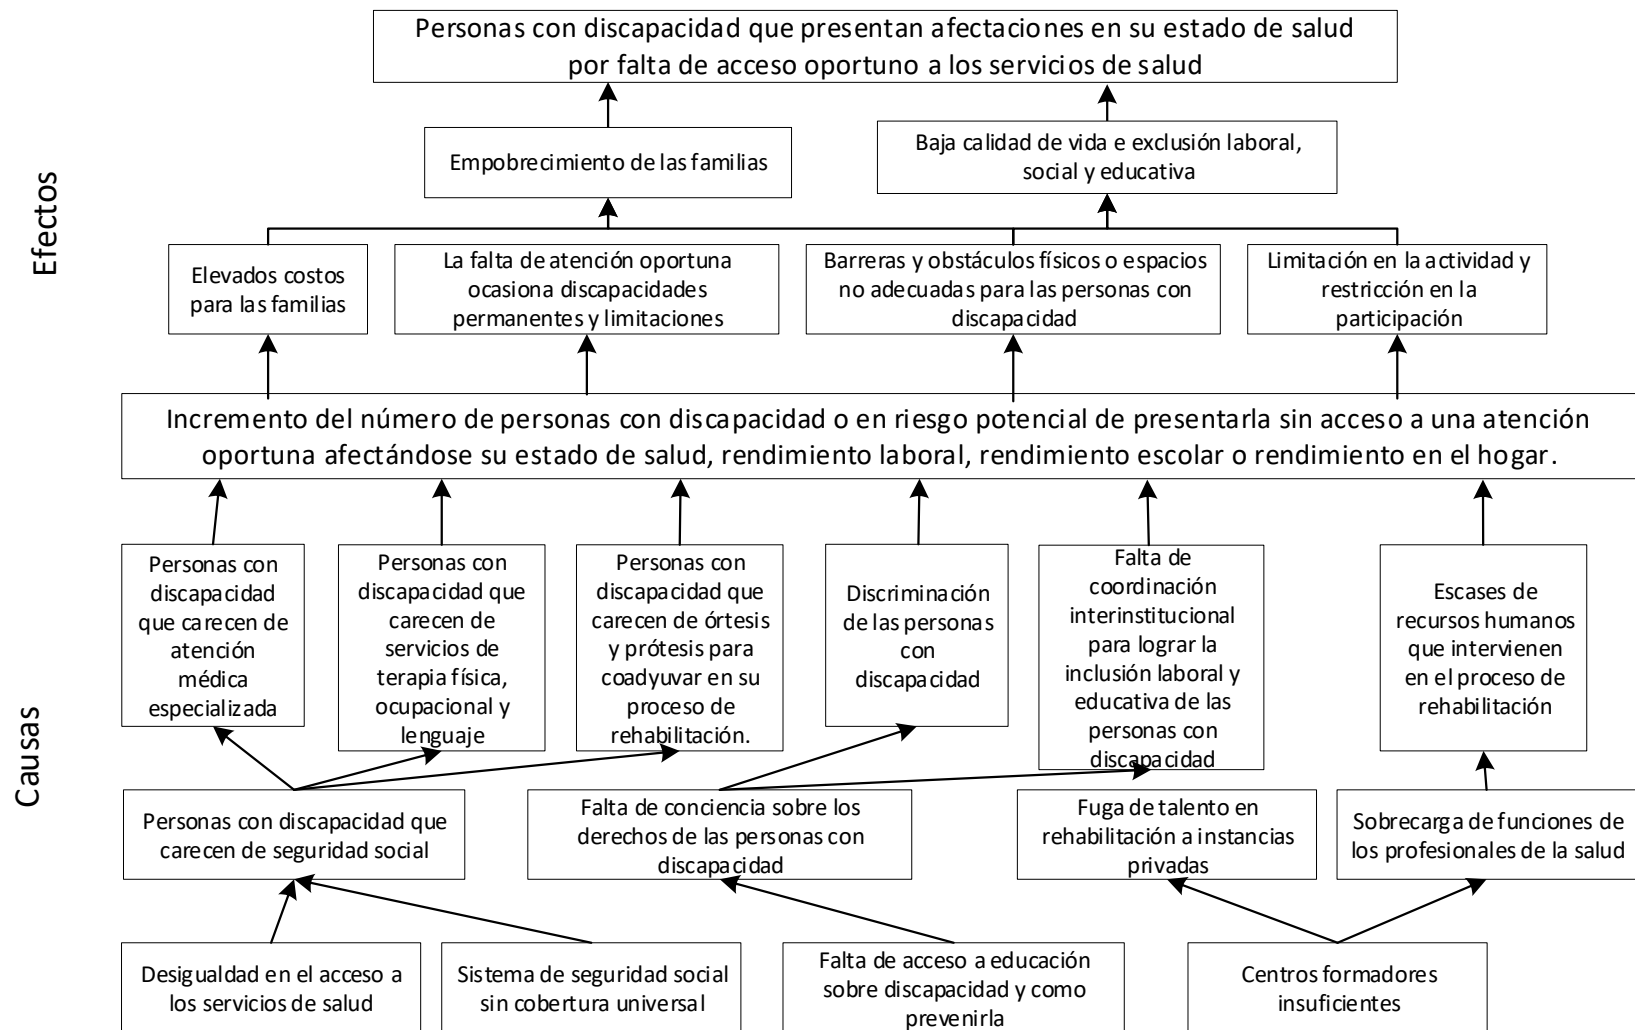 Personas con discapacidad que presentan afectaciones en su estado de salud
por falta de acceso oportuno a los servicios de salud
Efectos
Empobrecimiento de las familias
Baja calidad de vida e exclusión laboral,
social y educativa
Elevados costos
para las familias
La falta de atención oportuna
ocasiona discapacidades
permanentes y limitaciones
Barreras y obstáculos físicos o espacios
no adecuadas para las personas con
discapacidad
Limitación en la actividad y
restricción en la
participación
Incremento del número de personas con discapacidad o en riesgo potencial de presentarla sin acceso a una atención
oportuna afectándose su estado de salud, rendimiento laboral, rendimiento escolar o rendimiento en el hogar.
Causas
Personas con
discapacidad
que carecen de
atención
médica
especializada
Personas con
discapacidad que
carecen de
servicios de
terapia física,
ocupacional y
lenguaje
Personas con
discapacidad que
carecen de órtesis
y prótesis para
coadyuvar en su
proceso de
rehabilitación.
Discriminación
de las personas
con
discapacidad
Falta de
coordinación
interinstitucional
para lograr la
inclusión laboral y
educativa de las
personas con
discapacidad
Escases de
recursos humanos
que intervienen
en el proceso de
rehabilitación
Personas con discapacidad que
carecen de seguridad social
Falta de conciencia sobre los
derechos de las personas con
discapacidad
Fuga de talento en
rehabilitación a instancias
privadas
Sobrecarga de funciones de
los profesionales de la salud
Desigualdad en el acceso a
los servicios de salud
Sistema de seguridad social
sin cobertura universal
Falta de acceso a educación
sobre discapacidad y como
prevenirla
Centros formadores
insuficientes